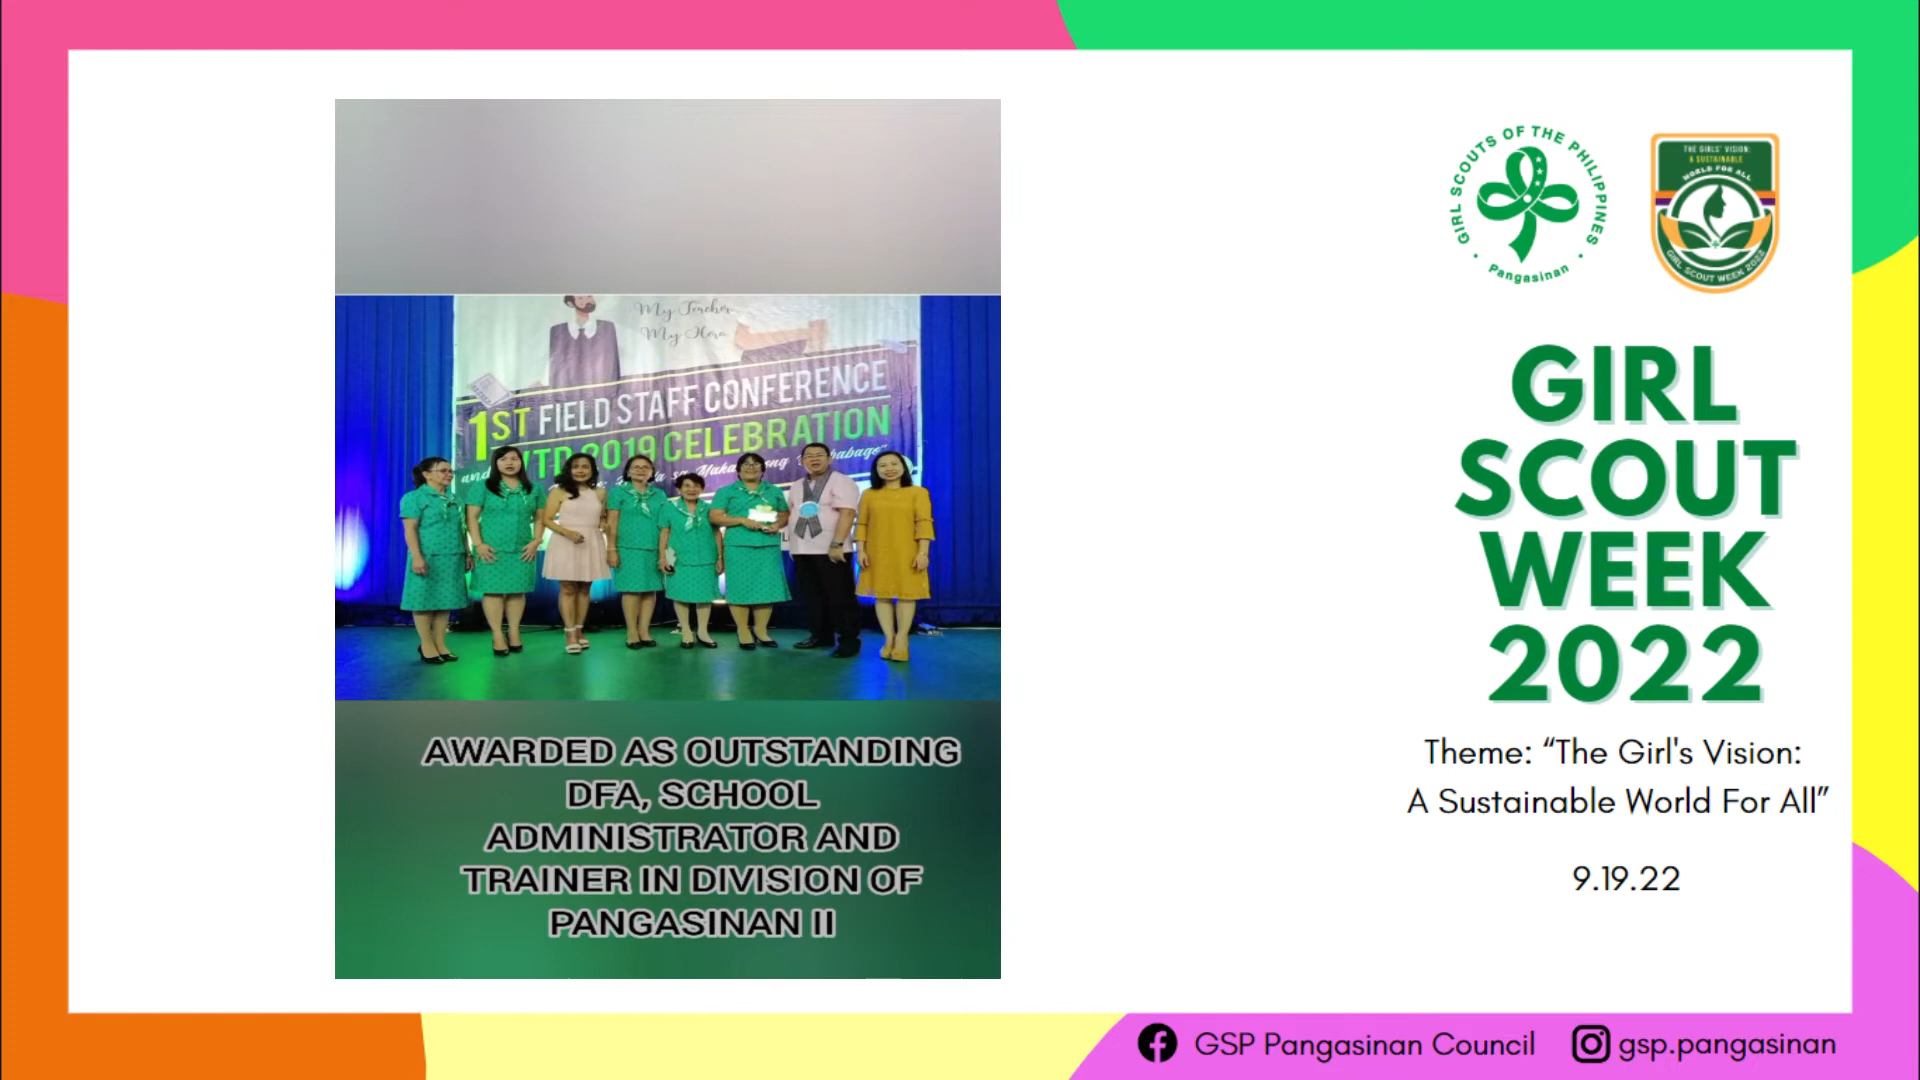 My Teacher
My Hero
1ST FIELD STAFF CONFERENCE
2019 CELEBRATION
and
AWARDED AS OUTSTANDING
DFA, SCHOOL
ADMINISTRATOR AND
TRAINER IN DIVISION OF
PANGASINAN II
GIRL SCOUTS OF THE PHILIPPINES
Pangasinan
THE GIRLS' VISION:
A SUSTAINABLE
WORLD FOR ALL
GIRL SCOUT WEEK 2022
GIRL
SCOUT
WEEK
2022
Theme: “The Girl's Vision:
A Sustainable World For All”
9.19.22
GSP Pangasinan Council
gsp.pangasinan